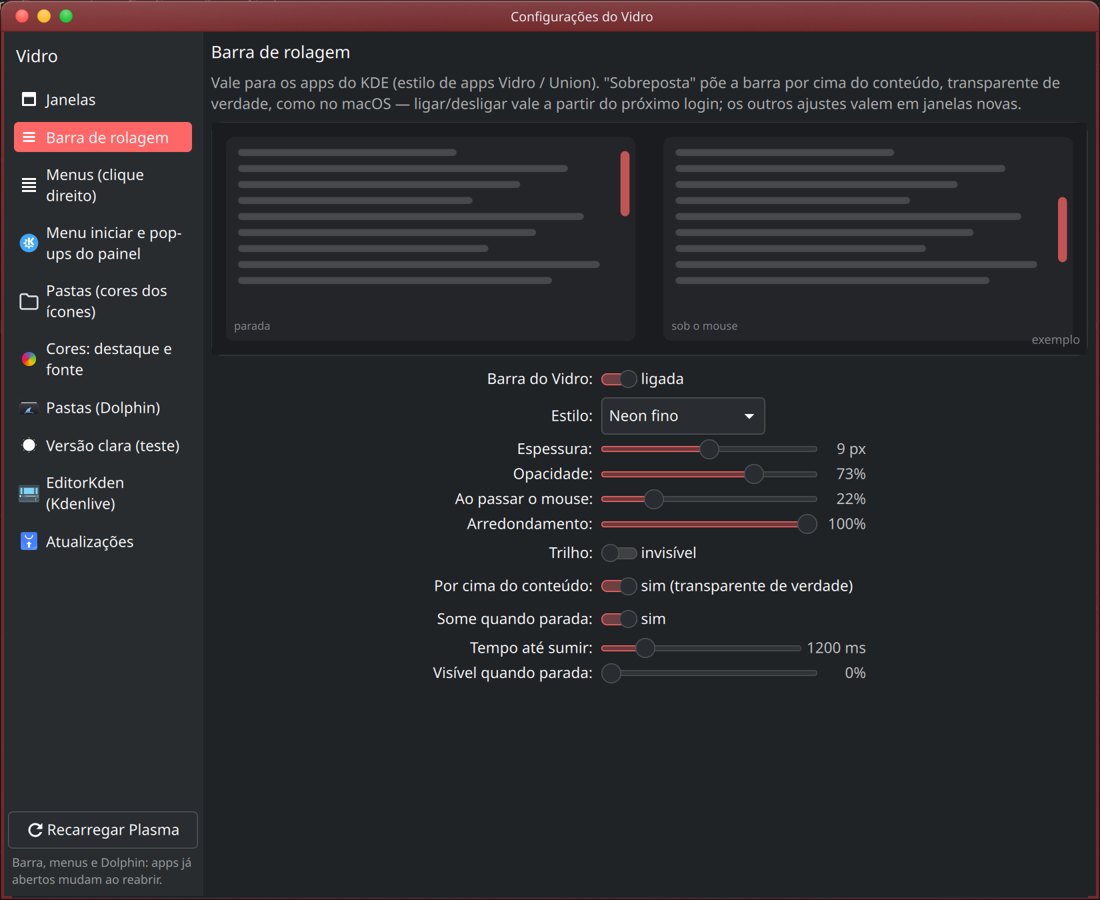 Configurações do Vidro
Vidro
Janelas
Barra de rolagem
Menus (clique
direito)
Menu iniciar e pop-
ups do painel
Pastas (cores dos
ícones)
Cores: destaque e
fonte
Pastas (Dolphin)
Versão clara (teste)
EditorKden
(Kdenlive)
Atualizações
Recarregar Plasma
Barra, menus e Dolphin: apps já
abertos mudam ao reabrir.
Barra de rolagem
Vale para os apps do KDE (estilo de apps Vidro / Union). "Sobreposta" põe a barra por cima do conteúdo, transparente de
verdade, como no macOS — ligar/desligar vale a partir do próximo login; os outros ajustes valem em janelas novas.
parada
sob o mouse
exemplo
Barra do Vidro: ligada
Estilo: Neon fino
Espessura: 9 px
Opacidade: 73%
Ao passar o mouse: 22%
Arredondamento: 100%
Trilho: invisível
Por cima do conteúdo: sim (transparente de verdade)
Some quando parada: sim
Tempo até sumir: 1200 ms
Visível quando parada: 0%